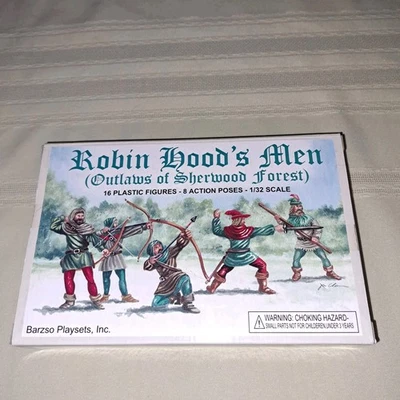 Robin Hood's Men
(Outlaws of Sherwood Forest)
16 PLASTIC FIGURES - 8 ACTION POSES - 1/32 SCALE
Barzso Playsets, Inc.
WARNING: CHOKING HAZARD-
SMALL PARTS NOT FOR CHILDEREN UNDER 3 YEARS